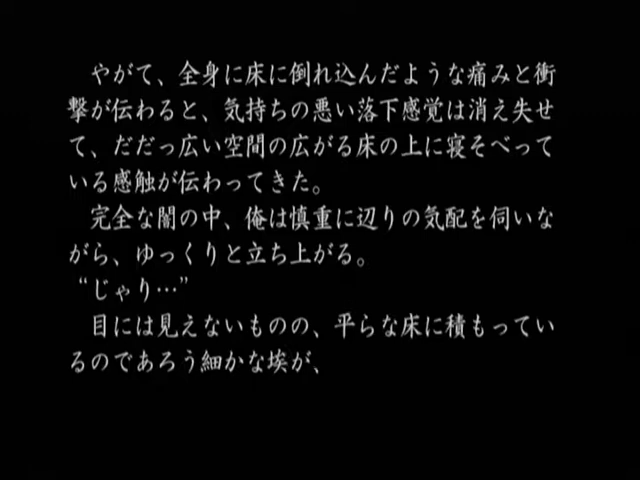 やがて、全身に床に倒れ込んだような痛みと衝
撃が伝わると、気持ちの悪い落下感覚は消え失せ
て、だだっ広い空間の広がる床の上に寝そべって
いる感触が伝わってきた。
完全な闇の中、俺は慎重に辺りの気配を伺いな
がら、ゆっくりと立ち上がる。
“じゃり…”
目には見えないものの、平らな床に積もってい
るのであろう細かな埃が、